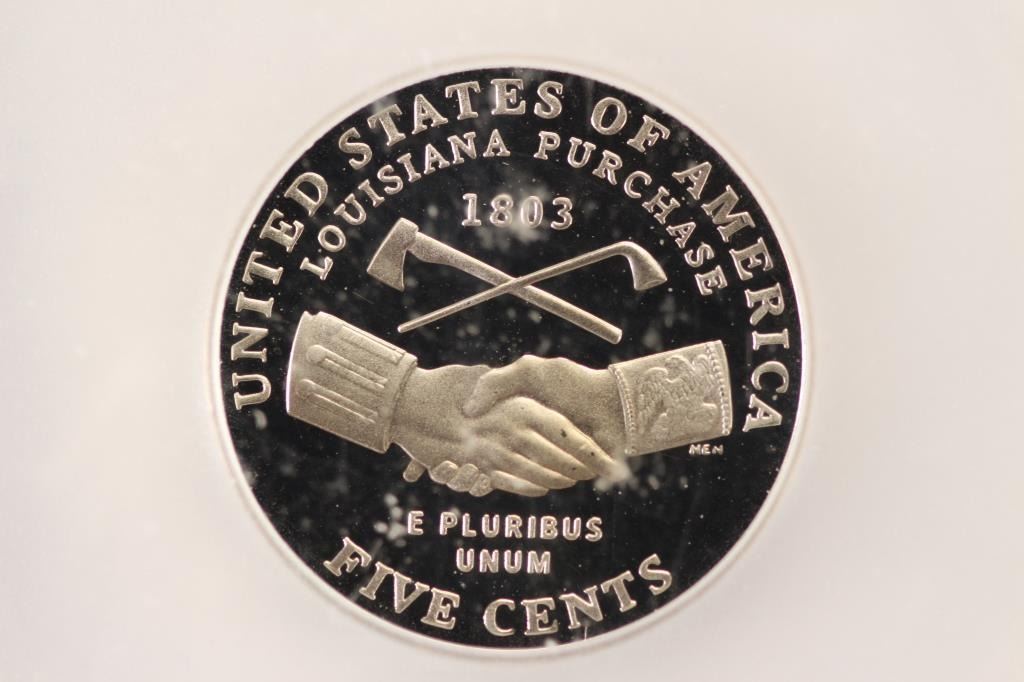 UNITED STATES OF AMERICA
LOUISIANA PURCHASE
1803
MEN
E PLURIBUS
UNUM
FIVE CENTS